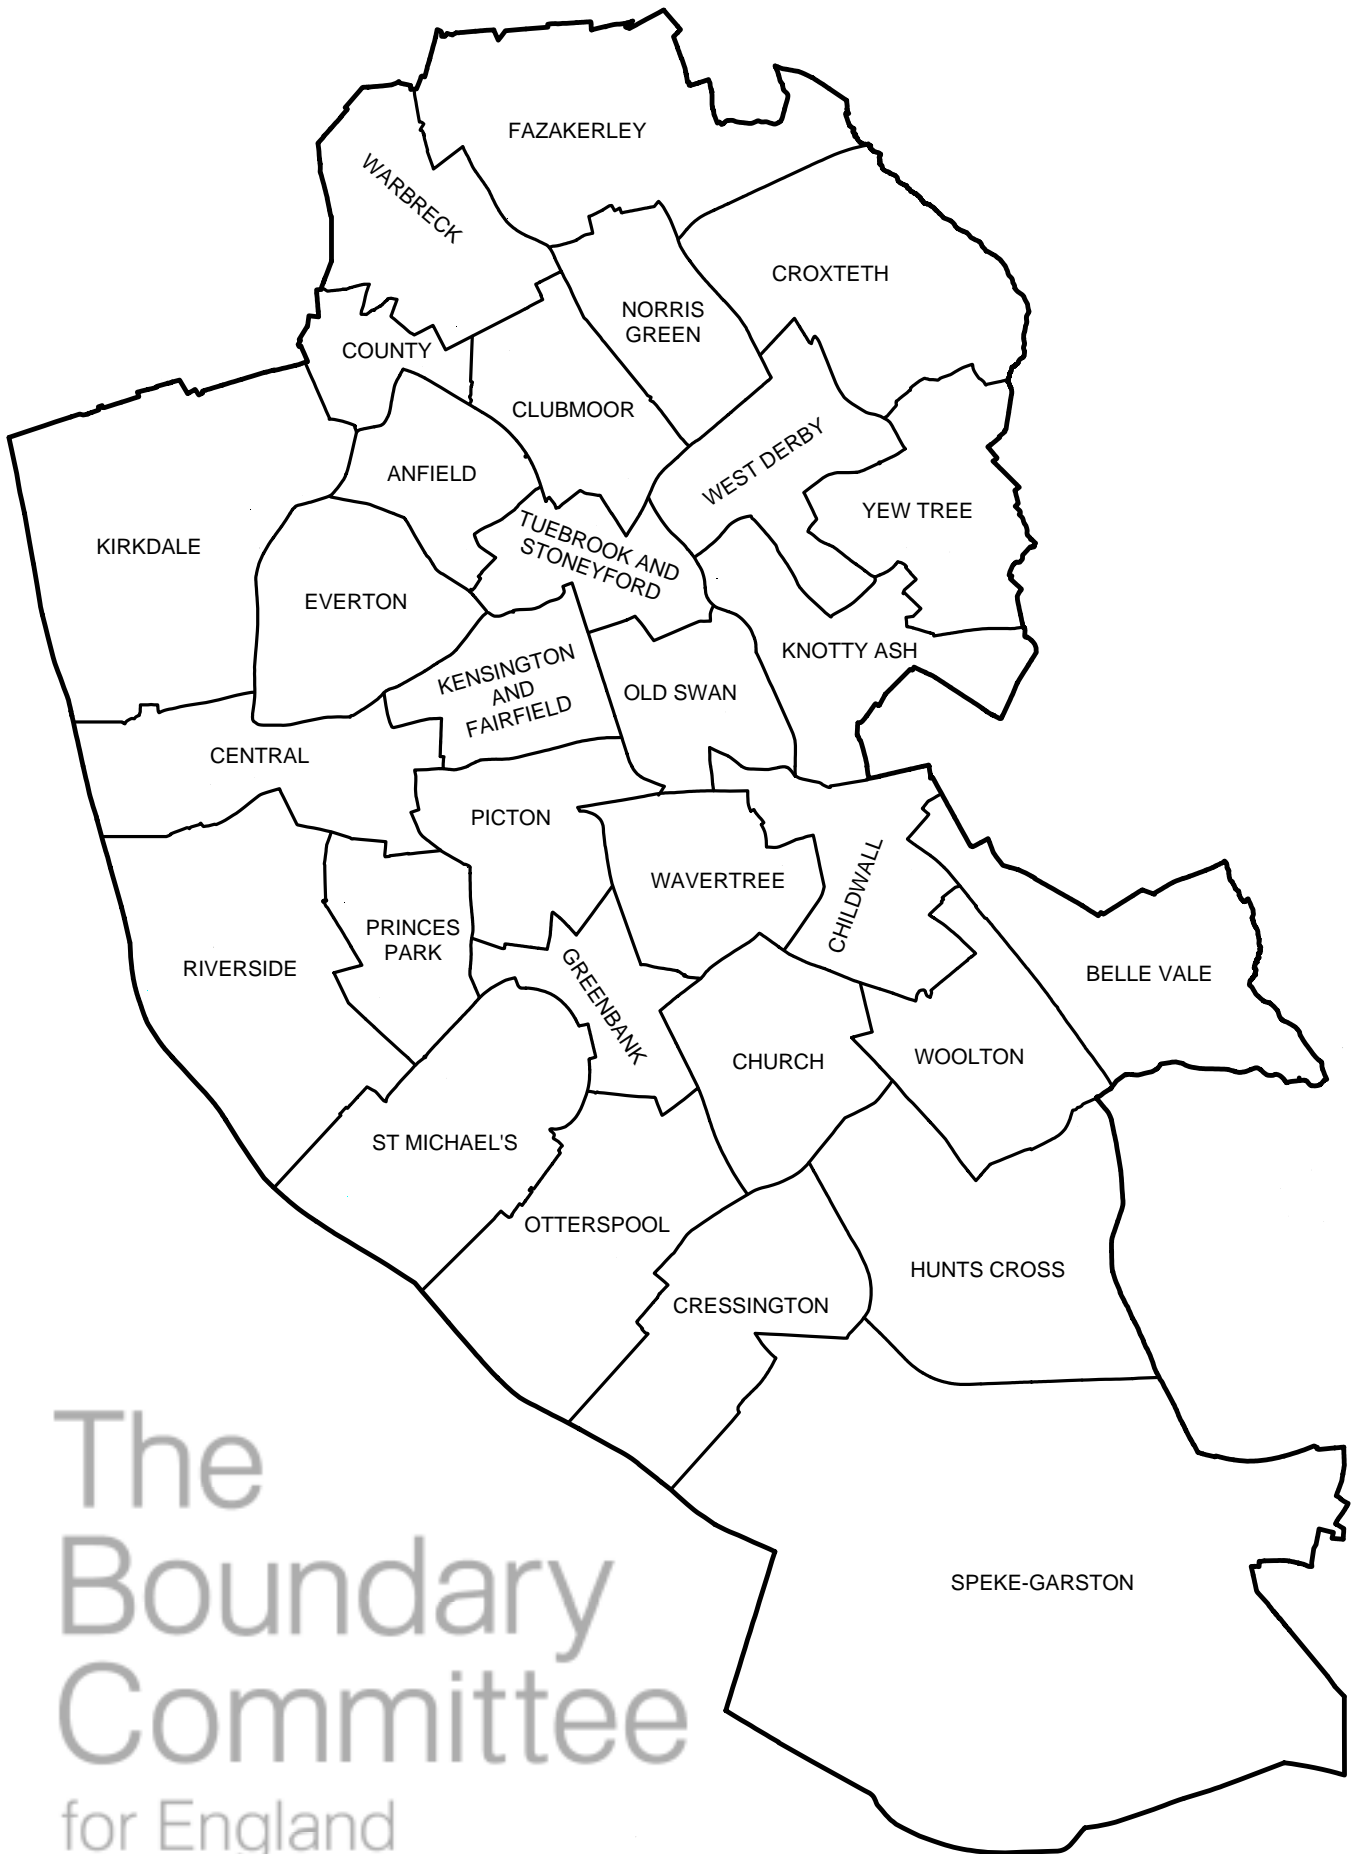 FAZAKERLEY
WARBRECK
CROXTETH
NORRIS
GREEN
COUNTY
CLUBMOOR
WEST DERBY
ANFIELD
YEW TREE
KIRKDALE
TUEBROOK AND
STONEYFORD
EVERTON
KNOTTY ASH
KENSINGTON
AND
FAIRFIELD
OLD SWAN
CENTRAL
PICTON
WAVERTREE
CHILDWALL
PRINCES
PARK
RIVERSIDE
GREENBANK
BELLE VALE
CHURCH
WOOLTON
ST MICHAEL'S
OTTERSPOOL
HUNTS CROSS
CRESSINGTON
SPEKE-GARSTON
The
Boundary
Committee
for England